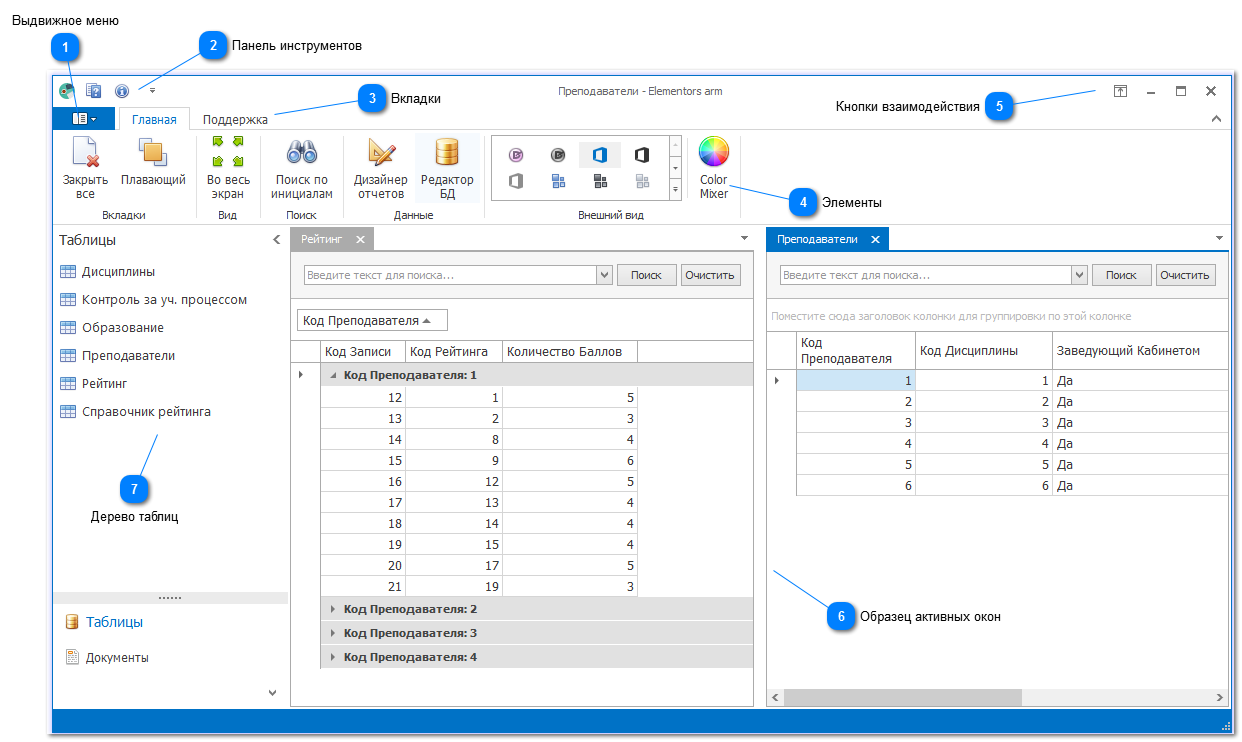 Выдвижное меню
1
2 Панель инструментов
Преподаватели - Elementors arm
3 Вкладки
Кнопки взаимодействия 5
Главная Поддержка
Закрыть все
Плавающий
Во весь экран
Поиск по инициалам
Дизайнер отчетов
Редактор БД
Color Mixer
4 Элементы
Вкладки Вид Поиск Данные Внешний вид
Таблицы
Дисциплины
Контроль за уч. процессом
Образование
Преподаватели
Рейтинг
Справочник рейтинга
7
Дерево таблиц
Таблицы
Документы
Рейтинг
Введите текст для поиска... Поиск Очистить
Код Преподавателя
Код Записи Код Рейтинга Количество Баллов
Код Преподавателя: 1
12 1 5
13 2 3
14 8 4
15 9 6
16 12 5
17 13 4
18 14 4
19 15 4
20 17 5
21 19 3
Код Преподавателя: 2
Код Преподавателя: 3
Код Преподавателя: 4
Преподаватели
Введите текст для поиска... Поиск Очистить
Поместите сюда заголовок колонки для группировки по этой колонке
Код Преподавателя
Код Дисциплины Заведующий Кабинетом
1 1 Да
2 2 Да
3 3 Да
4 4 Да
5 5 Да
6 6 Да
6 Образец активных окон